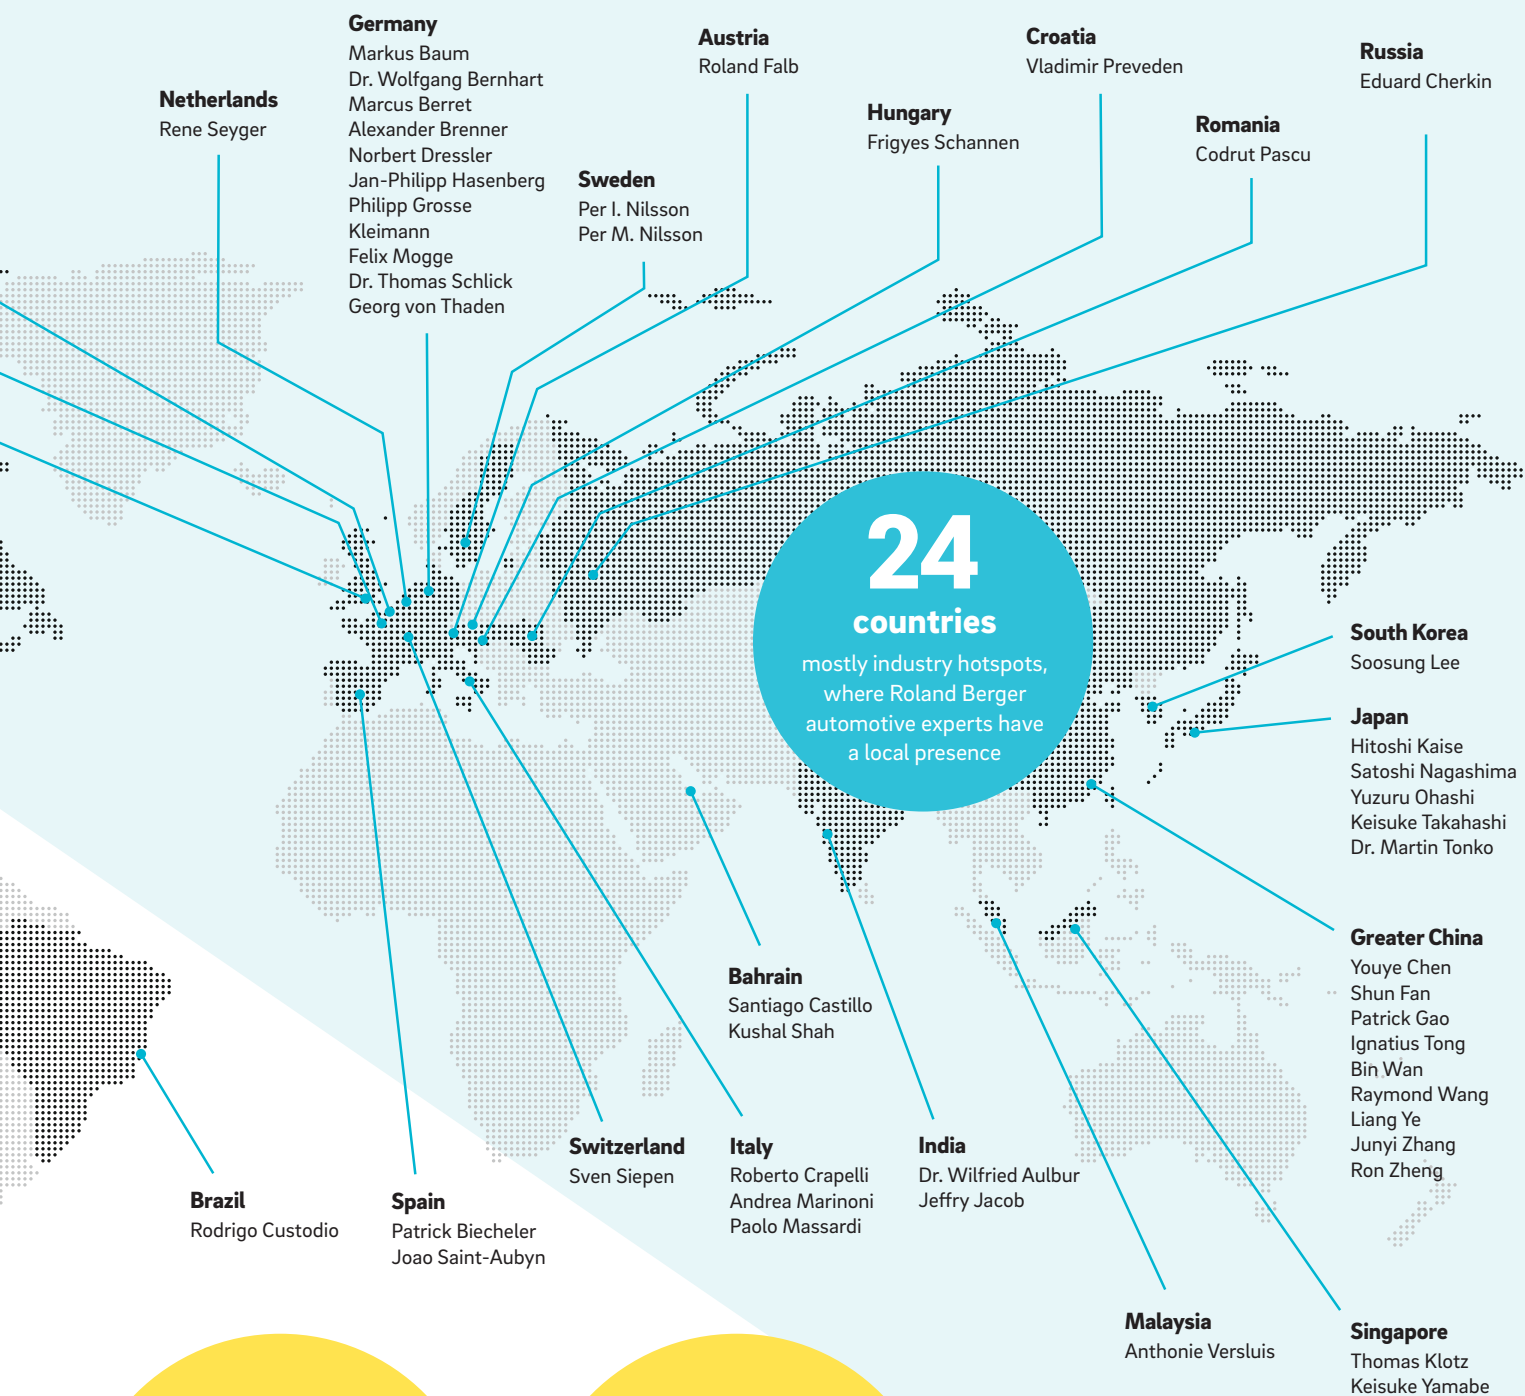 Germany
Markus Baum
Dr. Wolfgang Bernhart
Marcus Berret
Alexander Brenner
Norbert Dressler
Jan-Philipp Hasenberg
Philipp Grosse
Kleimann
Felix Mogge
Dr. Thomas Schlick
Georg von Thaden
Netherlands
Rene Seyger
Sweden
Per I. Nilsson
Per M. Nilsson
Austria
Roland Falb
Hungary
Frigyes Schannen
Croatia
Vladimir Preveden
Romania
Codrut Pascu
Russia
Eduard Cherkin
24
countries
mostly industry hotspots,
where Roland Berger
automotive experts have
a local presence
South Korea
Soosung Lee
Japan
Hitoshi Kaise
Satoshi Nagashima
Yuzuru Ohashi
Keisuke Takahashi
Dr. Martin Tonko
Greater China
Youye Chen
Shun Fan
Patrick Gao
Ignatius Tong
Bin Wan
Raymond Wang
Liang Ye
Junyi Zhang
Ron Zheng
Bahrain
Santiago Castillo
Kushal Shah
Brazil
Rodrigo Custodio
Spain
Patrick Biecheler
Joao Saint-Aubyn
Switzerland
Sven Siepen
Italy
Roberto Crapelli
Andrea Marinoni
Paolo Massardi
India
Dr. Wilfried Aulbur
Jeffry Jacob
Malaysia
Anthonie Versluis
Singapore
Thomas Klotz
Keisuke Yamabe